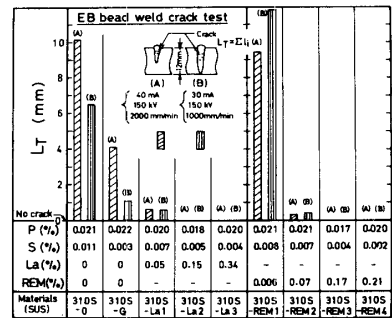 EB bead weld crack test
Crack
L_T=Σl_i
12mm
(A) (B)
40 mA
150 kV
2000 mm/min
30 mA
150 kV
1000mm/min
L_T (mm)
10
8
6
4
2
0
No crack
(A) (B) (A) (B) (A) (B) (A) (B) (A) (B) (A) (B) (A) (B) (A) (B) (A) (B)
P (%) 0.021 0.022 0.020 0.018 0.020 0.021 0.021 0.017 0.020
S (%) 0.011 0.003 0.007 0.005 0.004 0.008 0.007 0.004 0.002
La (%) 0 0 0.05 0.15 0.34 - - - -
REM(%) 0 0 - - - 0.006 0.07 0.17 0.21
Materials (SUS) 310S -0 310S -G 310S -La1 310S -La2 310S -La3 310S -REM1 310S -REM2 310S -REM3 310S -REM4